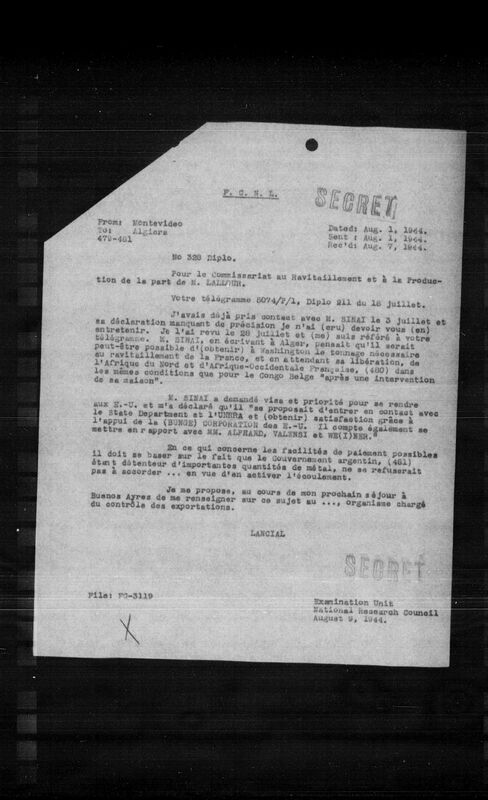 F. C. N. L.
SECRET
From: Montevideo
To: Algiers
479-481
Dated: Aug. 1, 1944.
Sent : Aug. 1, 1944.
Rec'd: Aug. 7, 1944.
No 328 Diplo.
Pour le Commissariat au Ravitaillement et à la Produc-
tion de la part de M.
Votre télégramme 5074/P/1, Diplo 211 du 18 juillet.
J'avais déjà pris contact avec M. SINAI le 3 juillet et
sa déclaration manquant de précision je n'ai (cru) devoir vous (en)
entretenir. Je l'ai revu le 28 juillet et (me) suis référé à votre
télégramme. M. SINAI, en écrivant à Alger, pensait qu'il serait
peut-être possible d'(obtenir) à Washington le tonnage nécessaire
au ravitaillement de la France, et en attendant sa libération, de
l'Afrique du Nord et d'Afrique-Occidentale Française, (480) dans
les mêmes conditions que pour le Congo Belge "après une intervention
de sa maison".
M. SINAI a demandé visa et priorité pour se rendre
aux E.-U. et m'a déclaré qu'il "se proposait d'entrer en contact avec
le State Department et l'UNRRA et (obtenir) satisfaction grâce à
l'appui de la (BUNGE) CORPORATION des E.-U. Il compte également se
mettre en rapport avec MM. ALPHAND, VALENSI et WE(I)NER."
En ce qui concerne les facilités de paiement possibles
il doit se baser sur le fait que le Gouvernement argentin, (481)
étant détenteur d'importantes quantités de métal, ne se refuserait
pas à accorder ... en vue d'en activer l'écoulement.
Je me propose, au cours de mon prochain séjour à
Buenos Ayres de me renseigner sur ce sujet au ..., organisme chargé
du contrôle des exportations.
LANCIAL
SECRET
File: FC-3119
Examination Unit
National Research Council
August 9, 1944.
X